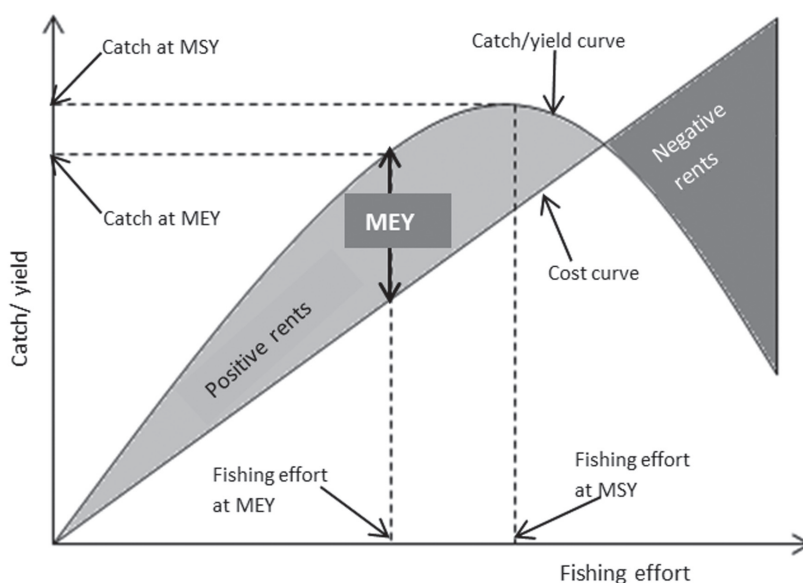 Catch at MSY
Catch/yield curve
Negative
rents
Catch at MEY
MEY
Cost curve
Catch/ yield
Positive rents
Fishing effort
at MEY
Fishing effort
at MSY
Fishing effort